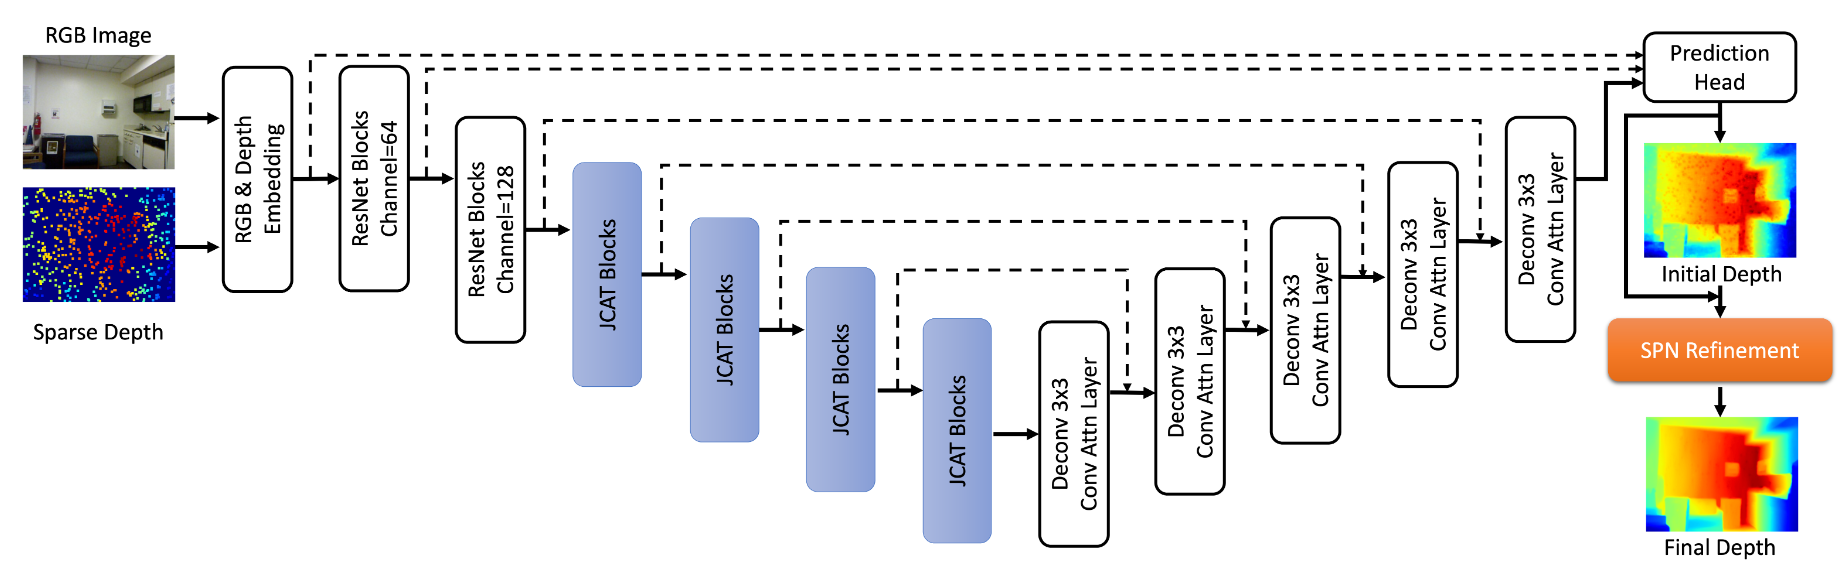 RGB Image
Sparse Depth
RGB & Depth
Embedding
ResNet Blocks
Channel=64
ResNet Blocks
Channel=128
JCAT Blocks
JCAT Blocks
JCAT Blocks
JCAT Blocks
Deconv 3x3
Conv Attn Layer
Deconv 3x3
Conv Attn Layer
Deconv 3x3
Conv Attn Layer
Deconv 3x3
Conv Attn Layer
Deconv 3x3
Conv Attn Layer
Prediction
Head
Initial Depth
SPN Refinement
Final Depth